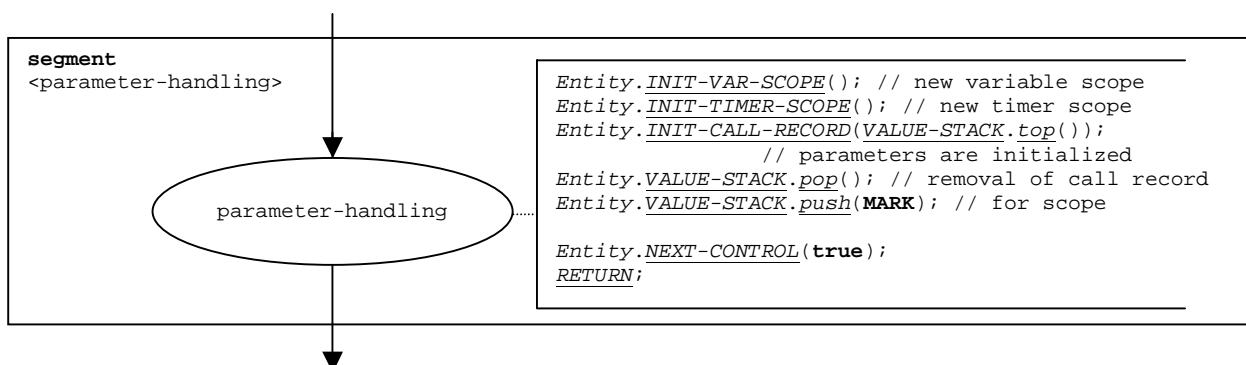 segment
<parameter-handling>
Entity.INIT-VAR-SCOPE(); // new variable scope
Entity.INIT-TIMER-SCOPE(); // new timer scope
Entity.INIT-CALL-RECORD(VALUE-STACK.top());
// parameters are initialized
Entity.VALUE-STACK.pop(); // removal of call record
Entity.VALUE-STACK.push(MARK); // for scope
Entity.NEXT-CONTROL(true);
RETURN;
parameter-handling